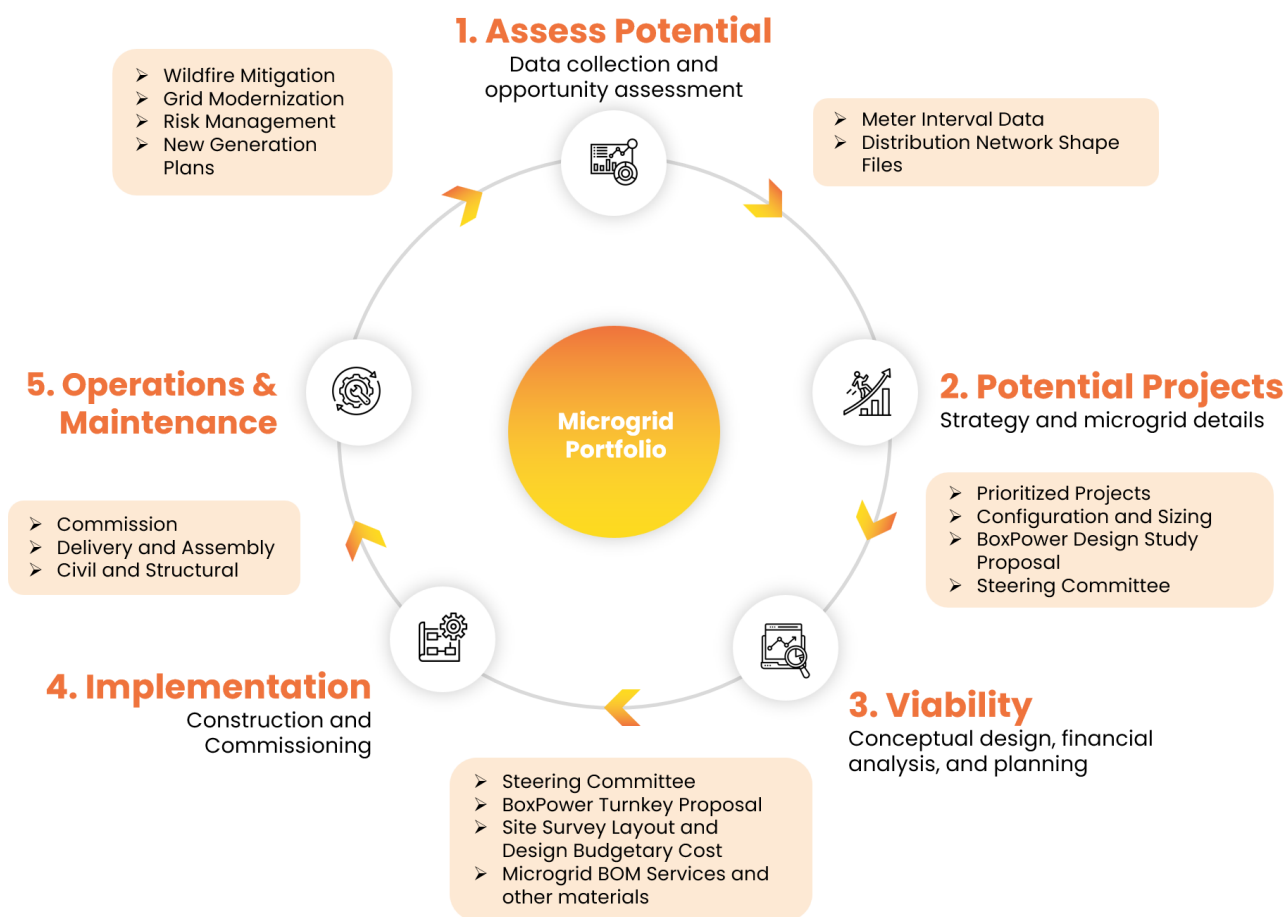 1. Assess Potential
Data collection and
opportunity assessment
➢ Wildfire Mitigation
➢ Grid Modernization
➢ Risk Management
➢ New Generation
Plans
➢ Meter Interval Data
➢ Distribution Network Shape
Files
Microgrid
Portfolio
2. Potential Projects
Strategy and microgrid details
➢ Prioritized Projects
➢ Configuration and Sizing
➢ BoxPower Design Study
Proposal
➢ Steering Committee
3. Viability
Conceptual design, financial
analysis, and planning
➢ Steering Committee
➢ BoxPower Turnkey Proposal
➢ Site Survey Layout and
Design Budgetary Cost
➢ Microgrid BOM Services and
other materials
4. Implementation
Construction and
Commissioning
➢ Commission
➢ Delivery and Assembly
➢ Civil and Structural
5. Operations &
Maintenance